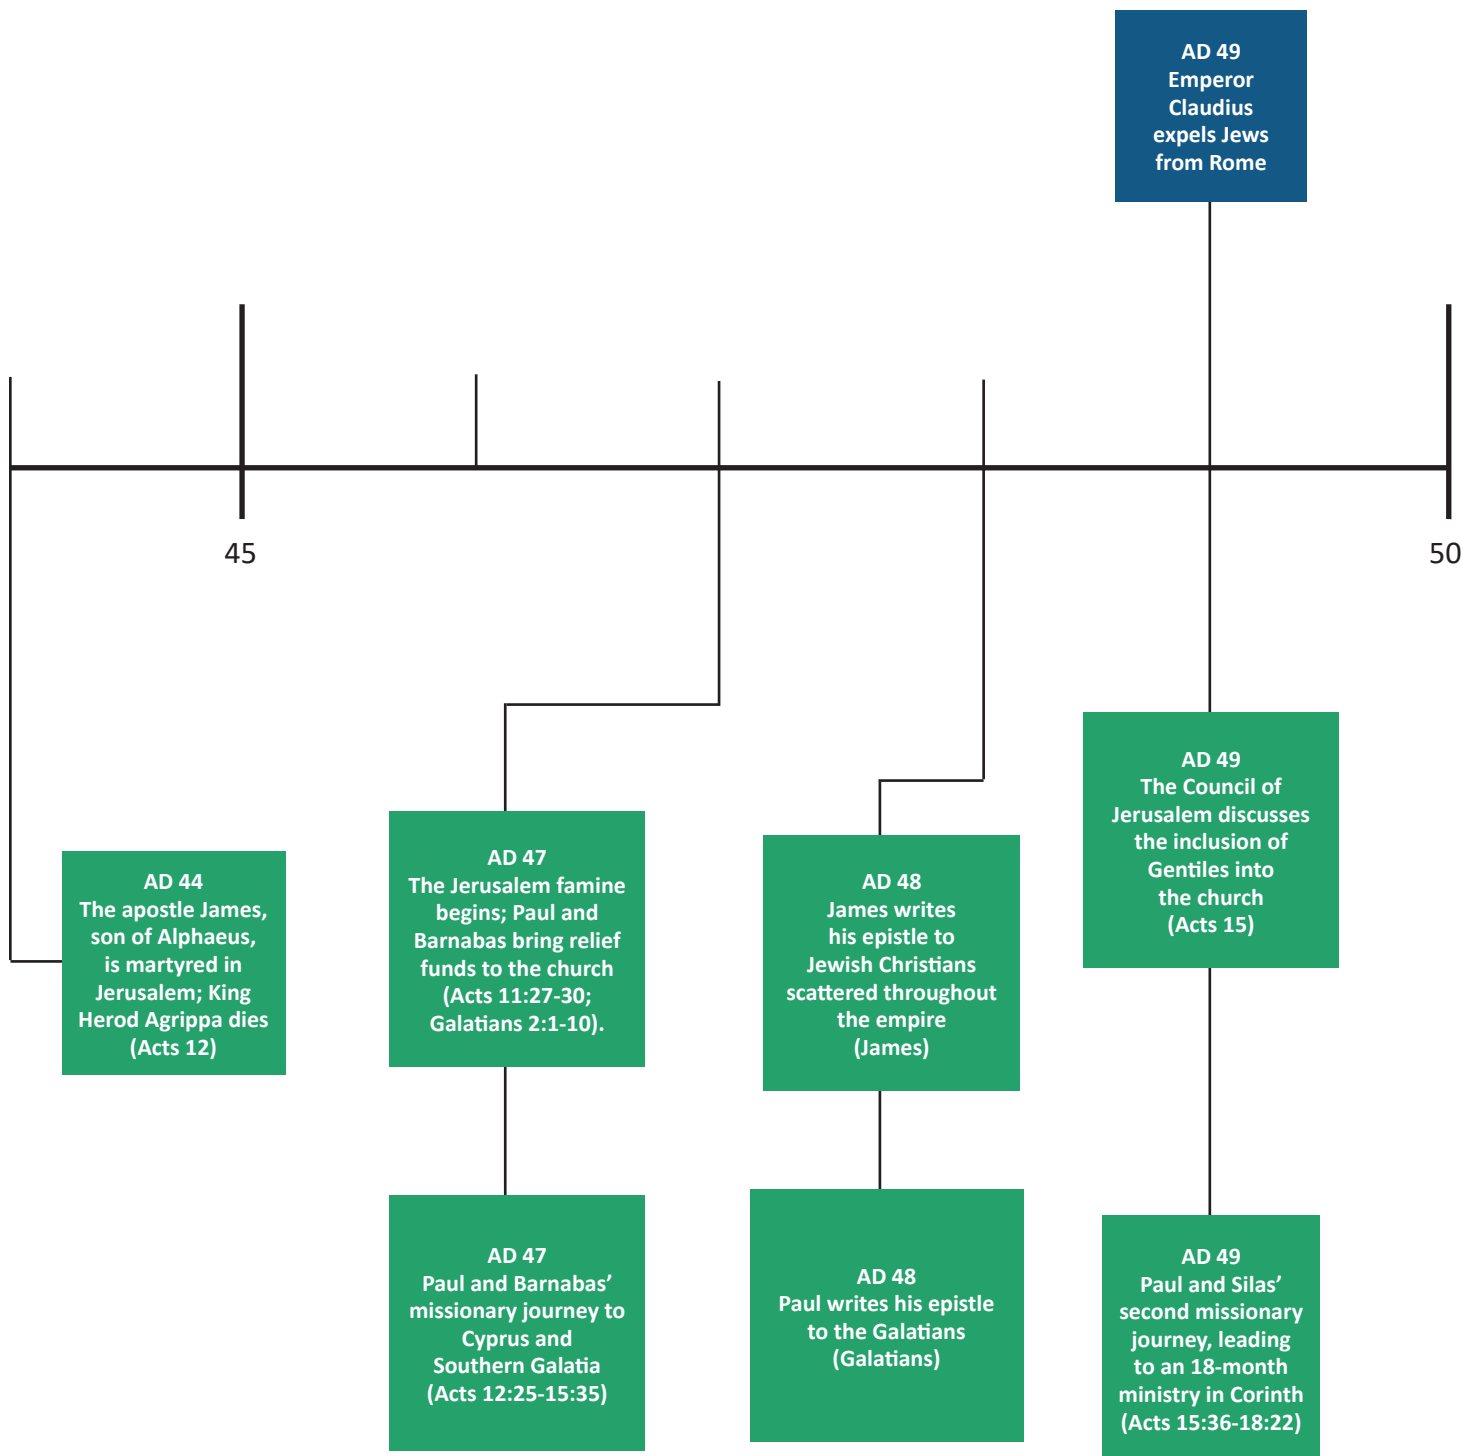 AD 49
Emperor
Claudius
expels Jews
from Rome
45
50
AD 44
The apostle James,
son of Alphaeus,
is martyred in
Jerusalem; King
Herod Agrippa dies
(Acts 12)
AD 47
The Jerusalem famine
begins; Paul and
Barnabas bring relief
funds to the church
(Acts 11:27-30;
Galatians 2:1-10).
AD 48
James writes
his epistle to
Jewish Christians
scattered throughout
the empire
(James)
AD 49
The Council of
Jerusalem discusses
the inclusion of
Gentiles into
the church
(Acts 15)
AD 47
Paul and Barnabas’
missionary journey to
Cyprus and
Southern Galatia
(Acts 12:25-15:35)
AD 48
Paul writes his epistle
to the Galatians
(Galatians)
AD 49
Paul and Silas’
second missionary
journey, leading
to an 18-month
ministry in Corinth
(Acts 15:36-18:22)